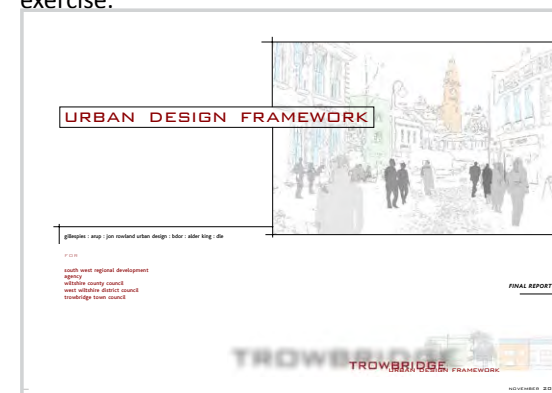 exercise.
URBAN DESIGN FRAMEWORK
gillespies : arup : jon rowland urban design : bdor : alder king : dle
FOR
south west regional development
agency
wiltshire county council
west wiltshire district council
trowbridge town council
FINAL REPORT
TROWBRIDGE
TROWBRIDGE
URBAN DESIGN FRAMEWORK
NOVEMBER 20